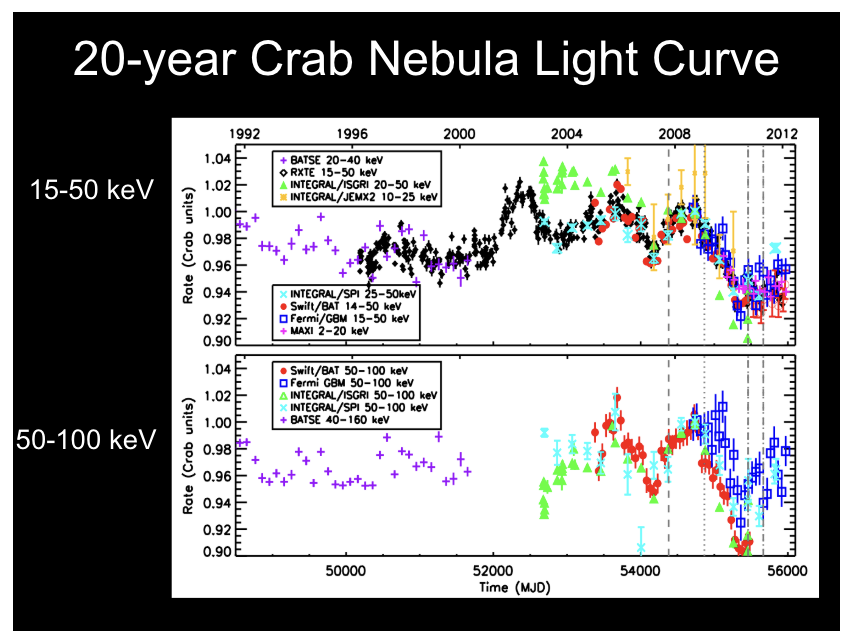 20-year Crab Nebula Light Curve
1992 1996 2000 2004 2008 2012
15-50 keV
Rate (Crab units)
1.04
1.02
1.00
0.98
0.96
0.94
0.92
0.90
BATSE 20-40 keV
RXTE 15-50 keV
INTEGRAL/ISGRI 20-50 keV
INTEGRAL/JEMX2 10-25 keV
INTEGRAL/SPI 25-50keV
Swift/BAT 14-50 keV
Fermi/GBM 15-50 keV
MAXI 2-20 keV
50-100 keV
Rate (Crab units)
1.04
1.02
1.00
0.98
0.96
0.94
0.92
0.90
Swift/BAT 50-100 keV
Fermi GBM 50-100 keV
INTEGRAL/ISGRI 50-100 keV
INTEGRAL/SPI 50-100 keV
BATSE 40-160 keV
50000 52000 54000 56000
Time (MJD)